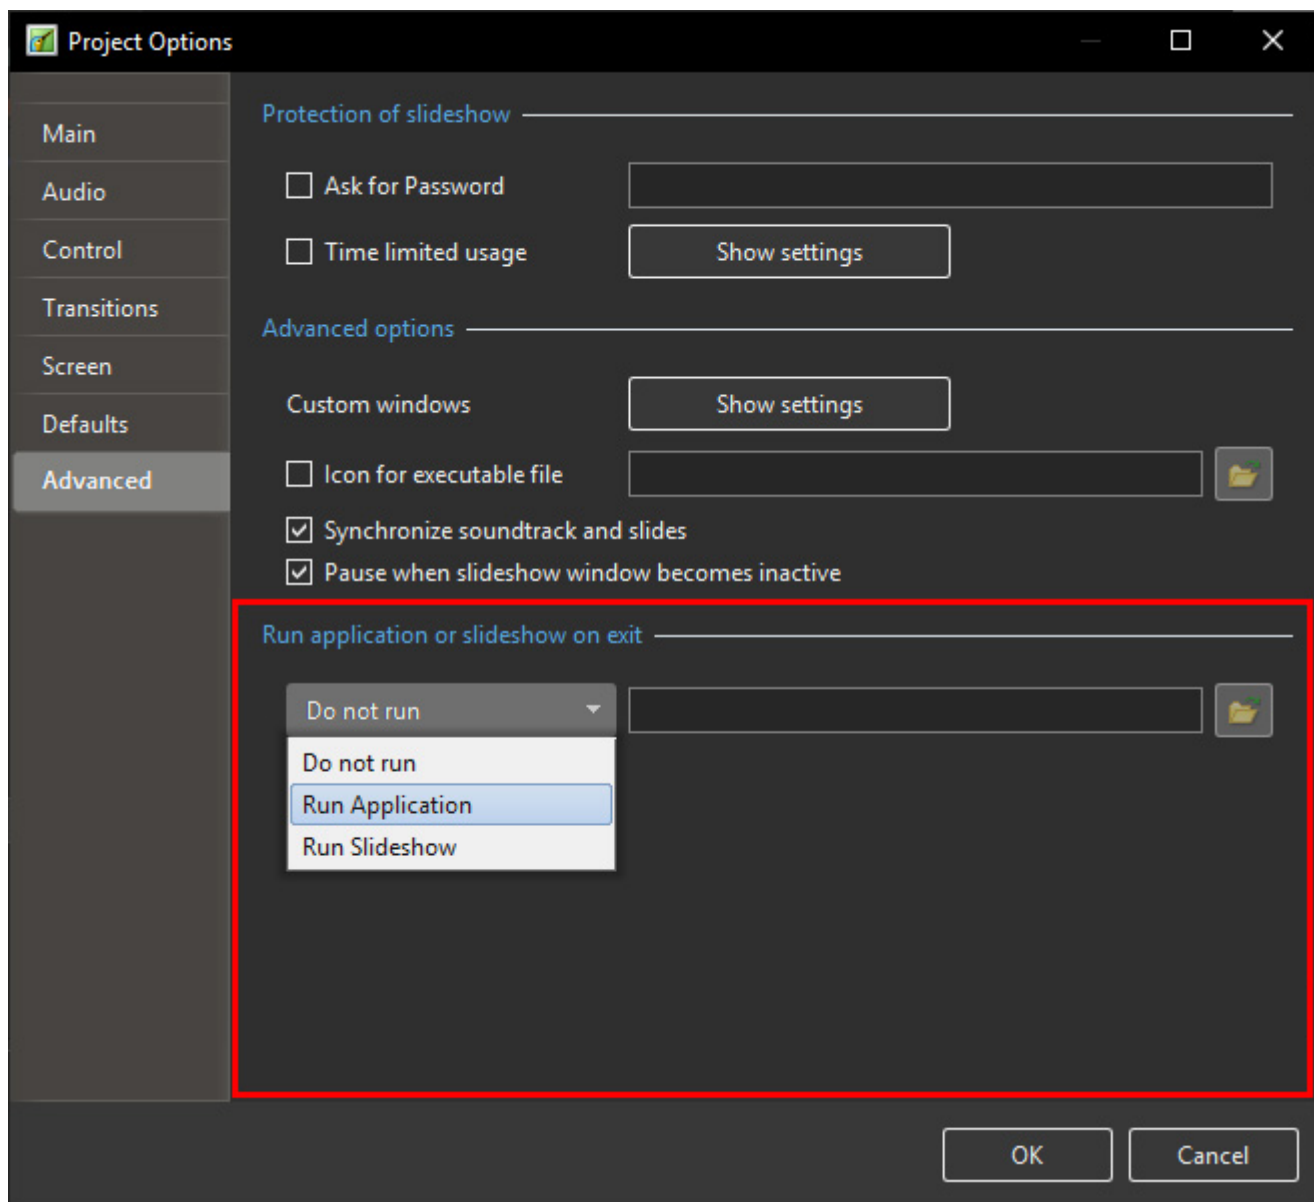 Project Options
Main
Audio
Control
Transitions
Screen
Defaults
Advanced
Protection of slideshow
Ask for Password
Time limited usage
Show settings
Advanced options
Custom windows
Show settings
Icon for executable file
Synchronize soundtrack and slides
Pause when slideshow window becomes inactive
Run application or slideshow on exit
Do not run
Do not run
Run Application
Run Slideshow
OK
Cancel